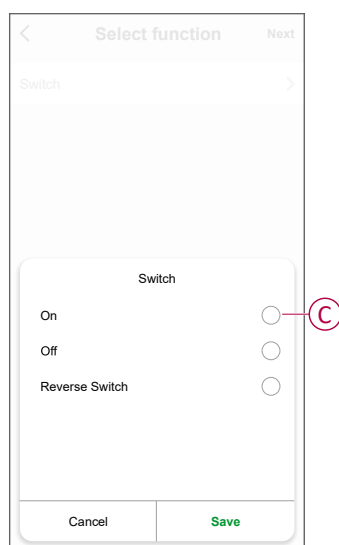 Select function Next
Switch
Switch
On
C
Off
Reverse Switch
Cancel Save